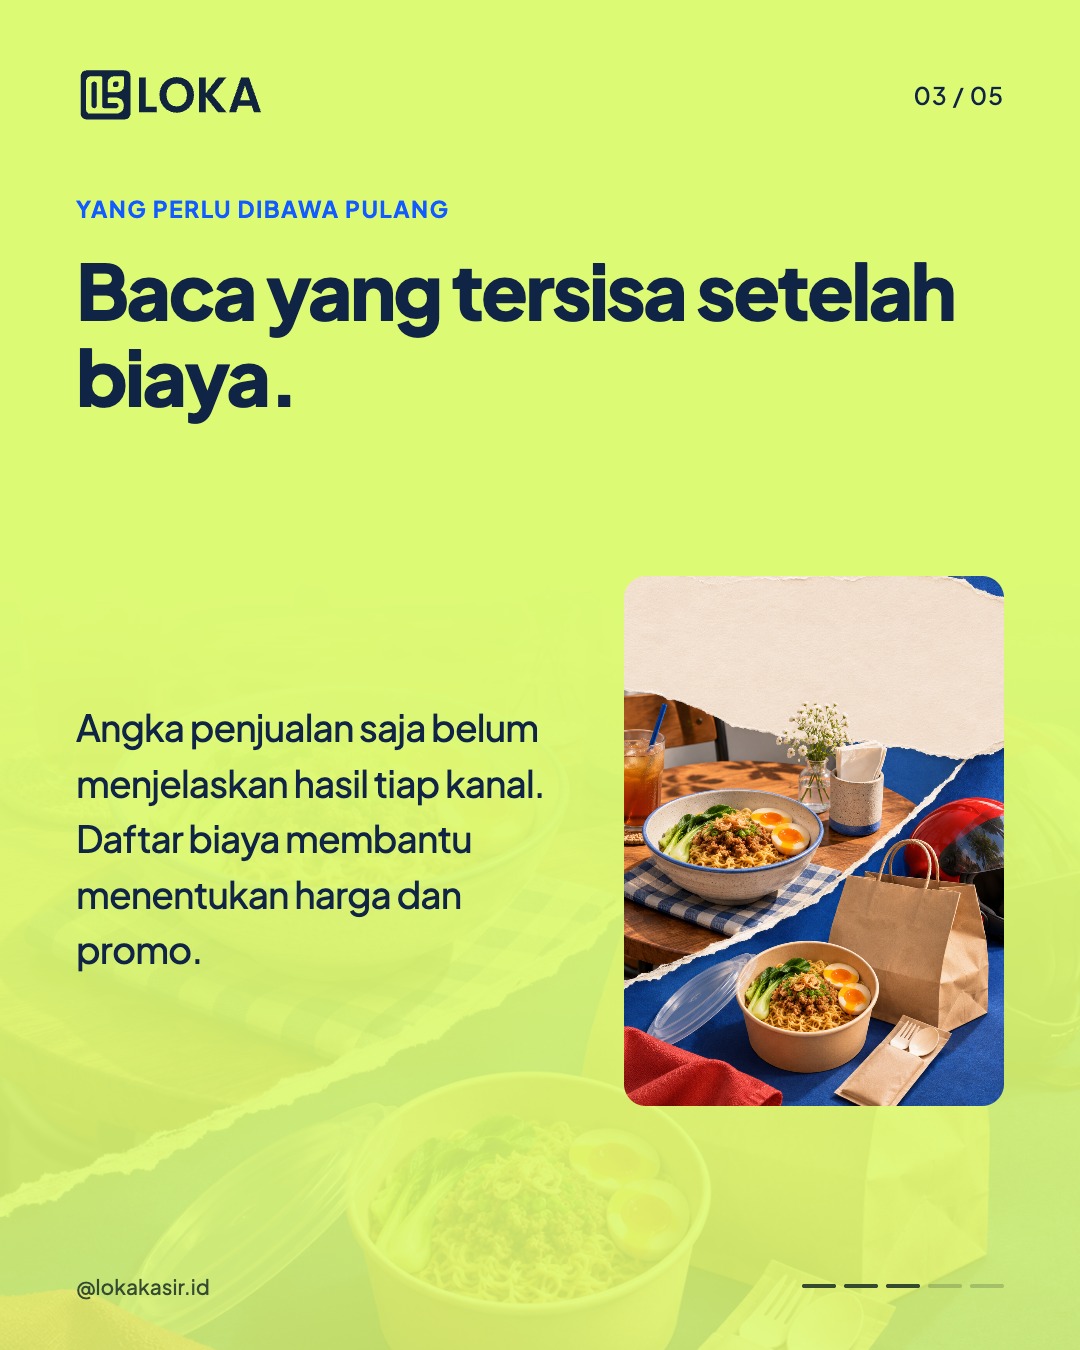 LOKA
03 / 05
YANG PERLU DIBAWA PULANG
Baca yang tersisa setelah
biaya.
Angka penjualan saja belum
menjelaskan hasil tiap kanal.
Daftar biaya membantu
menentukan harga dan
promo.
@lokakasir.id